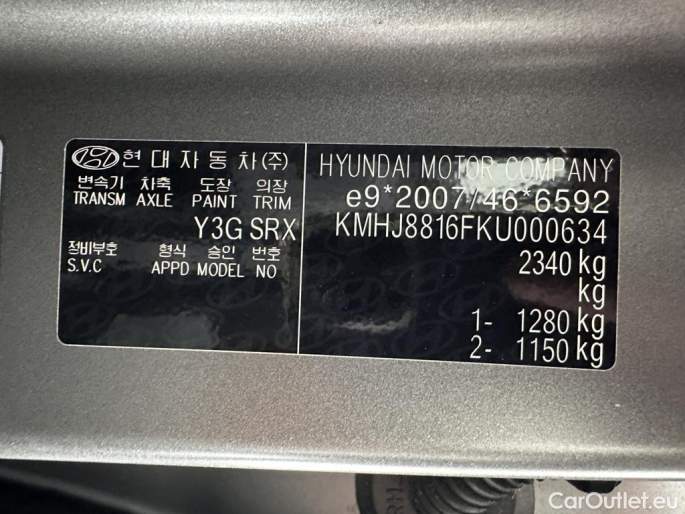 현대자동차(주)
변속기 차축 도장 의장
TRANSM AXLE PAINT TRIM
Y3G SRX
정비부호 형식 승인 번호
S.V.C APPD MODEL NO
HYUNDAI MOTOR COMPANY
e9*2007/46*6592
KMHJ8816FKU000634
2340 kg
kg
1- 1280 kg
2- 1150 kg
CarOutlet.eu